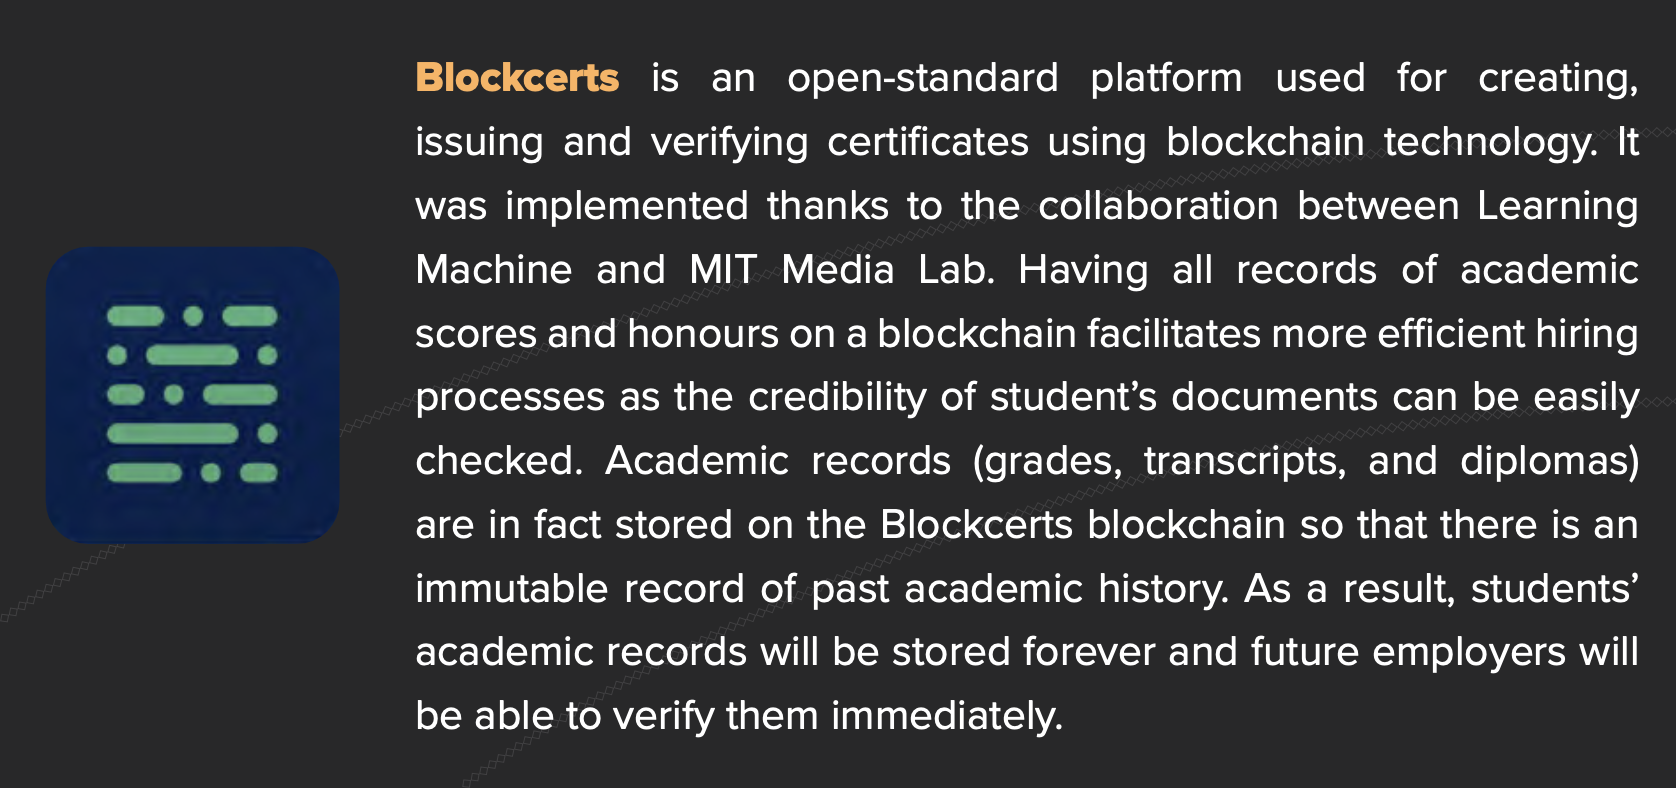 Blockcerts is an open-standard platform used for creating,
issuing and verifying certificates using blockchain technology. It
was implemented thanks to the collaboration between Learning
Machine and MIT Media Lab. Having all records of academic
scores and honours on a blockchain facilitates more efficient hiring
processes as the credibility of student’s documents can be easily
checked. Academic records (grades, transcripts, and diplomas)
are in fact stored on the Blockcerts blockchain so that there is an
immutable record of past academic history. As a result, students’
academic records will be stored forever and future employers will
be able to verify them immediately.